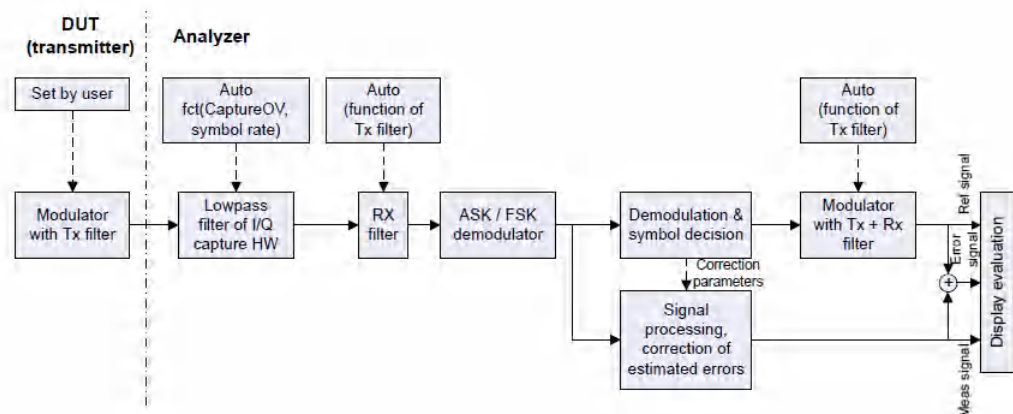 DUT
(transmitter)
Analyzer
Set by user
Auto
fct(CaptureOV,
symbol rate)
Auto
(function of
Tx filter)
Auto
(function of
Tx filter)
Modulator
with Tx filter
Lowpass
filter of I/Q
capture HW
RX
filter
ASK / FSK
demodulator
Demodulation &
symbol decision
Modulator
with Tx + Rx
filter
Ref signal
Error
signal
+
Display evaluation
Correction
parameters
Signal
processing,
correction of
estimated errors
Meas signal